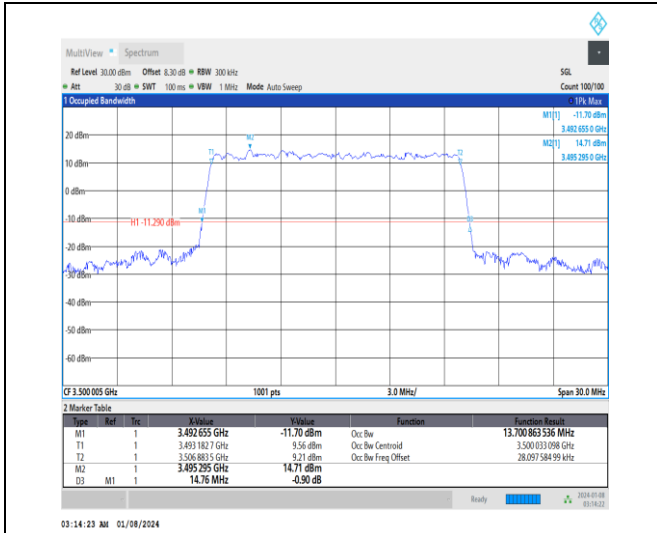 MultiView Spectrum
Ref Level 30.00 dBm Offset 8.30 dB RBW 300 kHz SGL
Att 30 dB SWT 100 ms VBW 1 MHz Mode Auto Sweep Count 100/100
1 Occupied Bandwidth 1Pk Max
M1[1] -11.70 dBm
3.492 655 0 GHz
M2[1] 14.71 dBm
3.495 295 0 GHz
20 dBm
M2
T1
T2
10 dBm
0 dBm
M1
-10 dBm
H1 -11.290 dBm
-20 dBm
-40 dBm
-50 dBm
-60 dBm
CF 3.500 005 GHz 1001 pts 3.0 MHz/ Span 30.0 MHz
2 Marker Table
Type Ref Trc X-Value Y-Value Function Function Result
M1 1 3.492 655 GHz -11.70 dBm Occ Bw 13.700 863 536 MHz
T1 1 3.493 182 7 GHz 9.56 dBm Occ Bw Centroid 3.500 033 098 GHz
T2 1 3.506 883 5 GHz 9.21 dBm Occ Bw Freq Offset 28.097 584 99 kHz
M2 1 3.495 295 GHz 14.71 dBm
D3 M1 1 14.76 MHz -0.90 dB
Ready 2024-01-08
03:14:22
03:14:23 AM 01/08/2024